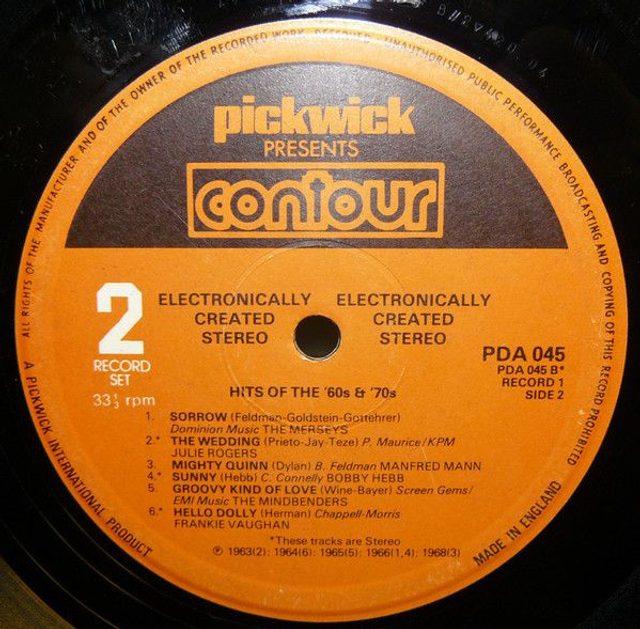 ALL RIGHTS OF THE MANUFACTURER AND OF THE OWNER OF THE RECORDED WORK RESERVED. UNAUTHORISED PUBLIC PERFORMANCE BROADCASTING AND COPYING OF THIS RECORD PROHIBITED
pickwick
PRESENTS
contour
2
RECORD
SET
33 1/3 rpm
ELECTRONICALLY
CREATED
STEREO
ELECTRONICALLY
CREATED
STEREO
PDA 045
PDA 045 B*
RECORD 1
SIDE 2
HITS OF THE '60s & '70s
1. SORROW (Feldman-Goldstein-Gottehrer)
Dominion Music THE MERSEYS
2.* THE WEDDING (Prieto-Jay-Teze) P. Maurice/KPM
JULIE ROGERS
3. MIGHTY QUINN (Dylan) B. Feldman MANFRED MANN
4.* SUNNY (Hebb) C. Connelly BOBBY HEBB
5. GROOVY KIND OF LOVE (Wine-Bayer) Screen Gems/
EMI Music THE MINDBENDERS
6.* HELLO DOLLY (Herman) Chappell-Morris
FRANKIE VAUGHAN
*These tracks are Stereo
℗ 1963(2): 1964(6): 1965(5): 1966(1,4): 1968(3)
A PICKWICK INTERNATIONAL PRODUCT
MADE IN ENGLAND